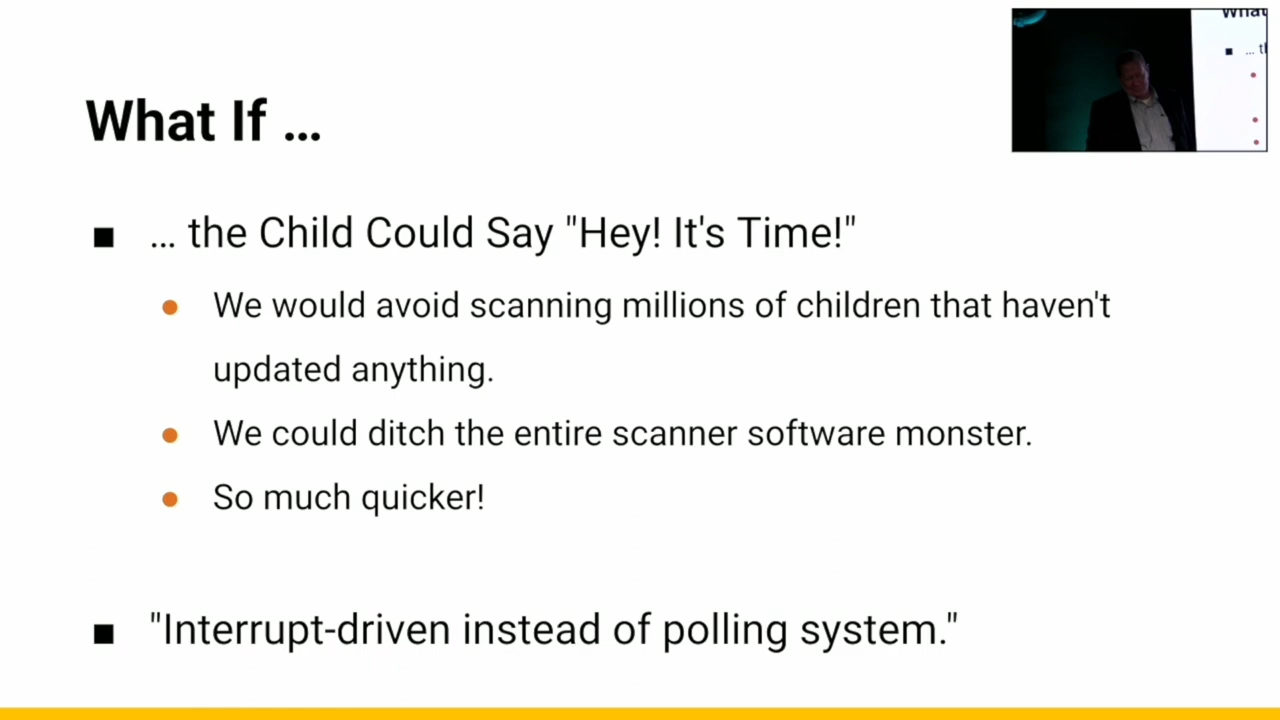 What If ...
■ ... the Child Could Say "Hey! It's Time!"
● We would avoid scanning millions of children that haven't
updated anything.
● We could ditch the entire scanner software monster.
● So much quicker!
■ "Interrupt-driven instead of polling system."
What
■ ... t